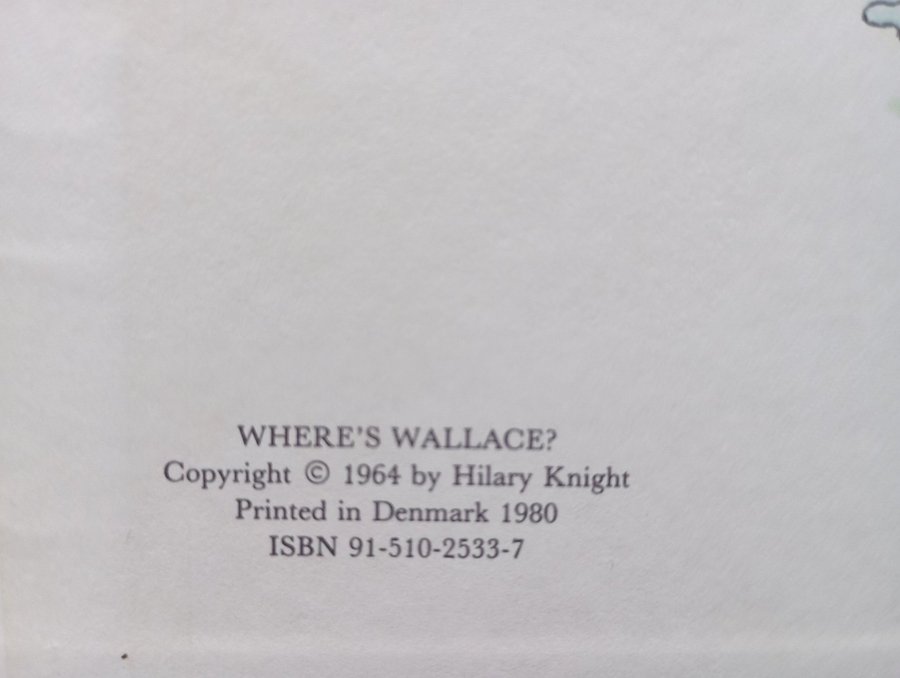 WHERE'S WALLACE?
Copyright © 1964 by Hilary Knight
Printed in Denmark 1980
ISBN 91-510-2533-7